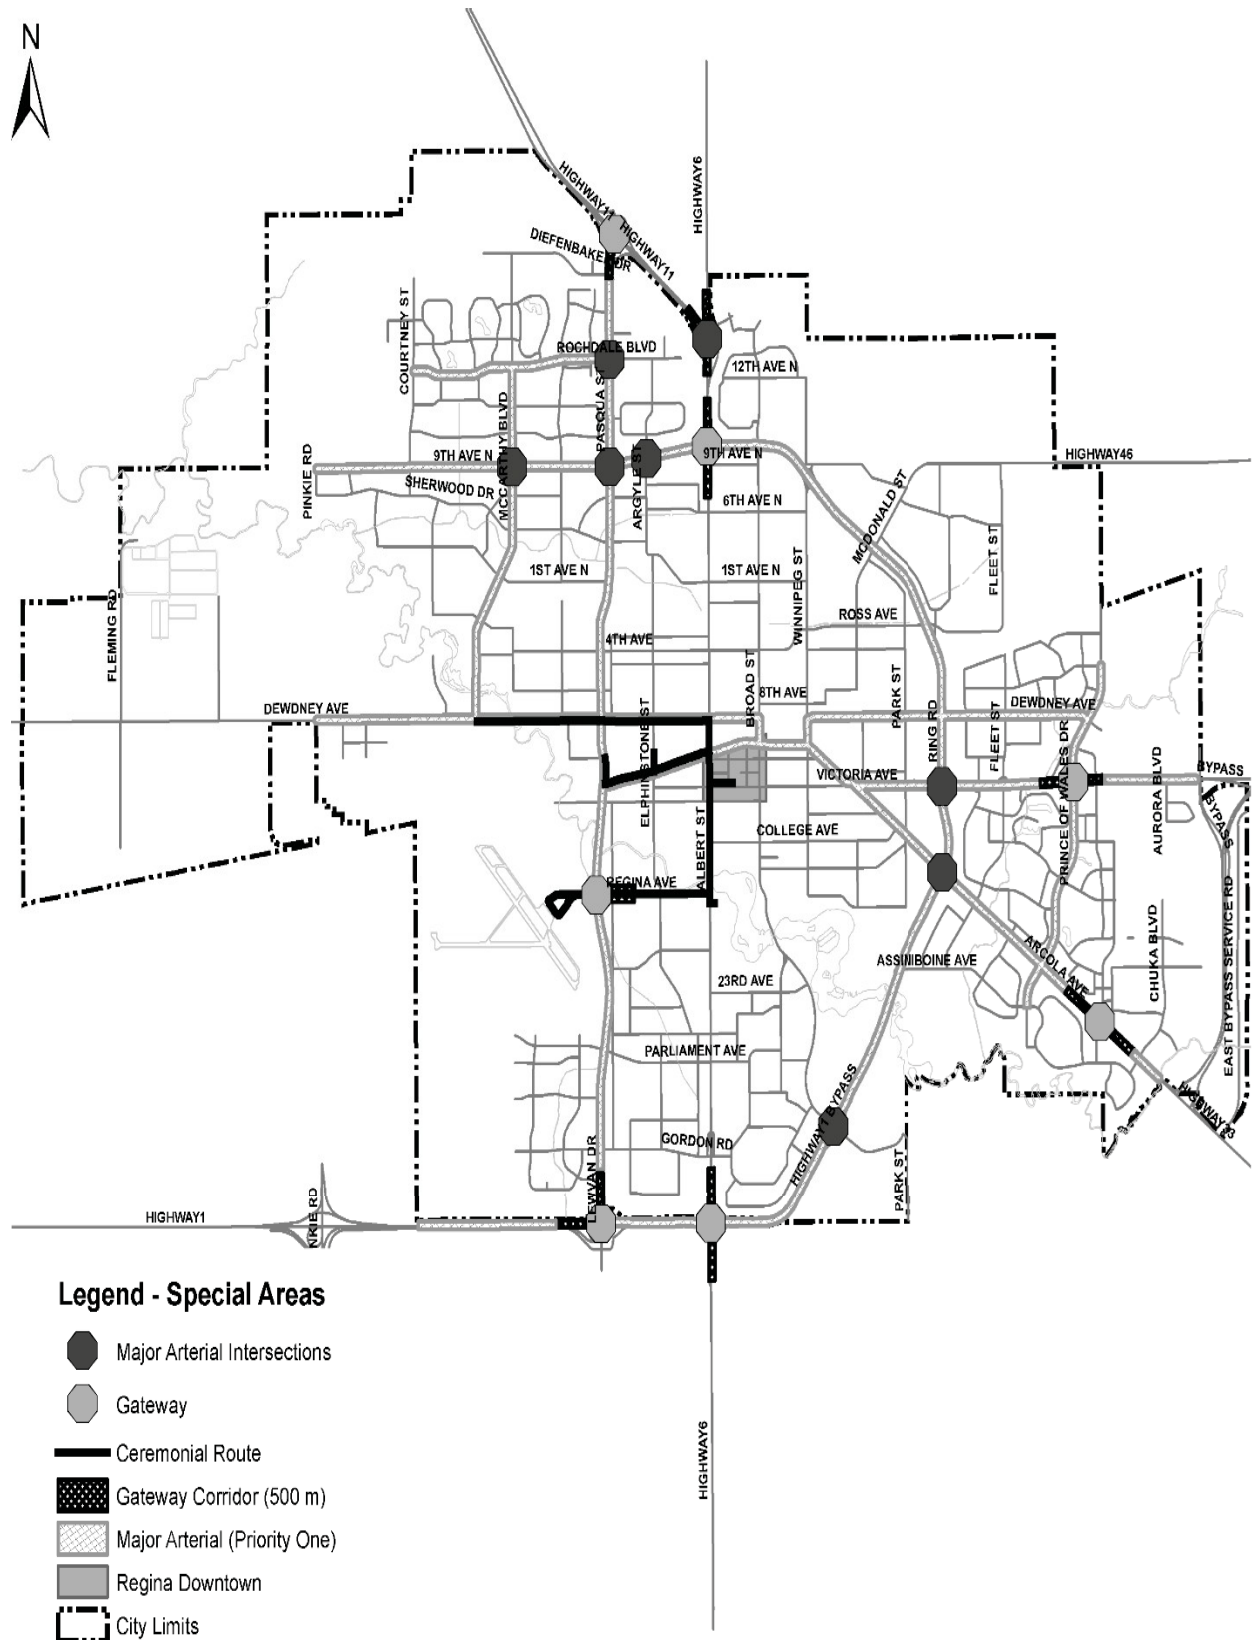 N
HIGHWAY11
HIGHWAY6
HIGHWAY11
DIEFENBAKER DR
COURTNEY ST
ROCHDALE BLVD
12TH AVE N
PASQUA ST
MCCARTHY BLVD
PINKIE RD
9TH AVE N
9TH AVE N
HIGHWAY46
SHERWOOD DR
ARGYLE ST
6TH AVE N
MCDONALD ST
FLEET ST
1ST AVE N
1ST AVE N
WINNIPEG ST
FLEMING RD
ROSS AVE
4TH AVE
BROAD ST
8TH AVE
PARK ST
DEWDNEY AVE
DEWDNEY AVE
ELPHINSTONE ST
RING RD
FLEET ST
PRINCE OF WALES DR
VICTORIA AVE
AURORA BLVD
BYPASS
BYPASS
COLLEGE AVE
ALBERT ST
REGINA AVE
ASSINIBOINE AVE
ARCOLA AVE
CHUKA BLVD
EAST BYPASS SERVICE RD
23RD AVE
PARLIAMENT AVE
HIGHWAY1 BYPASS
HIGHWAY33
GORDON RD
LEWVAN DR
PARK ST
HIGHWAY1
NKIE RD
Legend - Special Areas
Major Arterial Intersections
Gateway
Ceremonial Route
Gateway Corridor (500 m)
HIGHWAY6
Major Arterial (Priority One)
Regina Downtown
City Limits